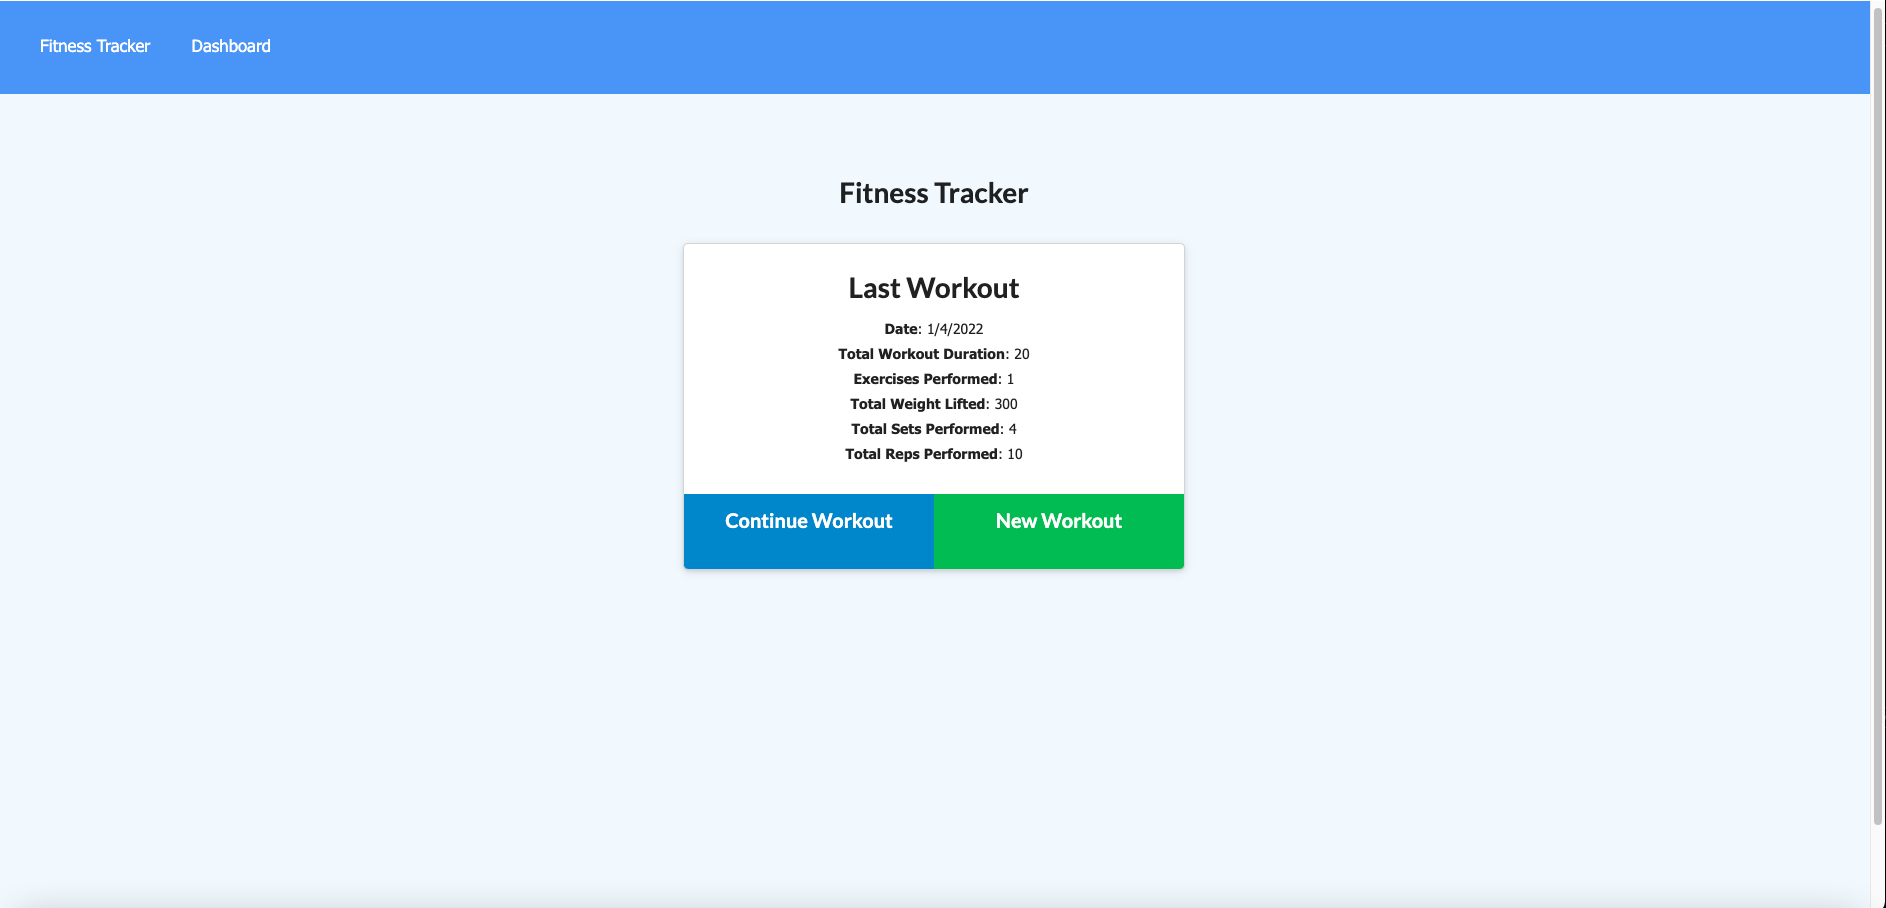 Fitness Tracker Dashboard
Fitness Tracker
Last Workout
Date: 1/4/2022
Total Workout Duration: 20
Exercises Performed: 1
Total Weight Lifted: 300
Total Sets Performed: 4
Total Reps Performed: 10
Continue Workout New Workout